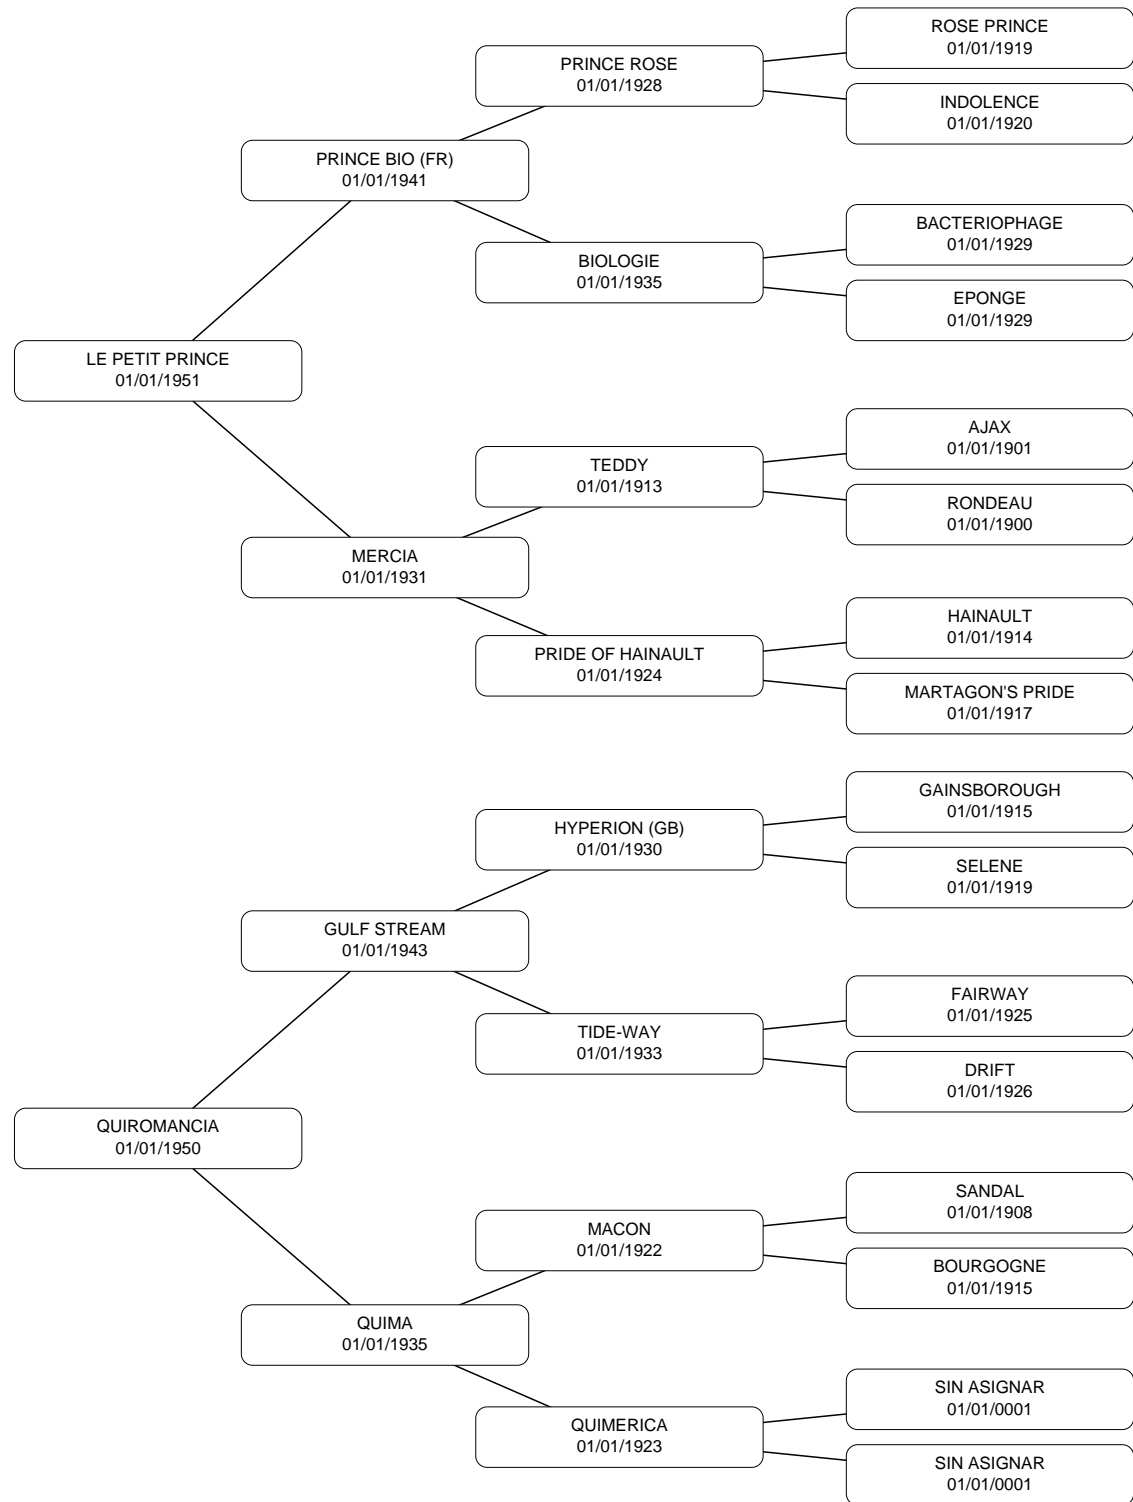 ROSE PRINCE
01/01/1919
PRINCE ROSE
01/01/1928
INDOLENCE
01/01/1920
PRINCE BIO (FR)
01/01/1941
BACTERIOPHAGE
01/01/1929
BIOLOGIE
01/01/1935
EPONGE
01/01/1929
LE PETIT PRINCE
01/01/1951
AJAX
01/01/1901
TEDDY
01/01/1913
RONDEAU
01/01/1900
MERCIA
01/01/1931
HAINAULT
01/01/1914
PRIDE OF HAINAULT
01/01/1924
MARTAGON'S PRIDE
01/01/1917
GAINSBOROUGH
01/01/1915
HYPERION (GB)
01/01/1930
SELENE
01/01/1919
GULF STREAM
01/01/1943
FAIRWAY
01/01/1925
TIDE-WAY
01/01/1933
DRIFT
01/01/1926
QUIROMANCIA
01/01/1950
SANDAL
01/01/1908
MACON
01/01/1922
BOURGOGNE
01/01/1915
QUIMA
01/01/1935
SIN ASIGNAR
01/01/0001
QUIMERICA
01/01/1923
SIN ASIGNAR
01/01/0001